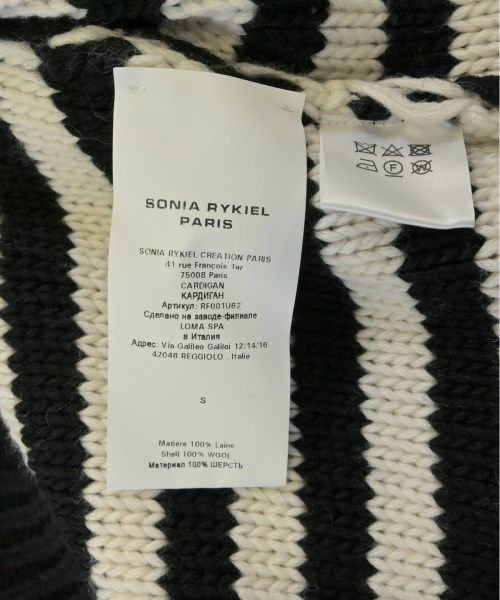 SONIA RYKIEL
PARIS
SONIA RYKIEL CREATION PARIS
41 rue François 1er
75008 Paris
CARDIGAN
КАРДИГАН
Артикул: RF001U62
Сделано на заводе-филиале
LOMA SPA
в Италия
Адрес: Via Galileo Galilei 12/14/16
42046 REGGIOLO, Italie
S
Matiere 100% Laine
Shell 100% WOOL
Материал 100% ШЕРСТЬ
F W